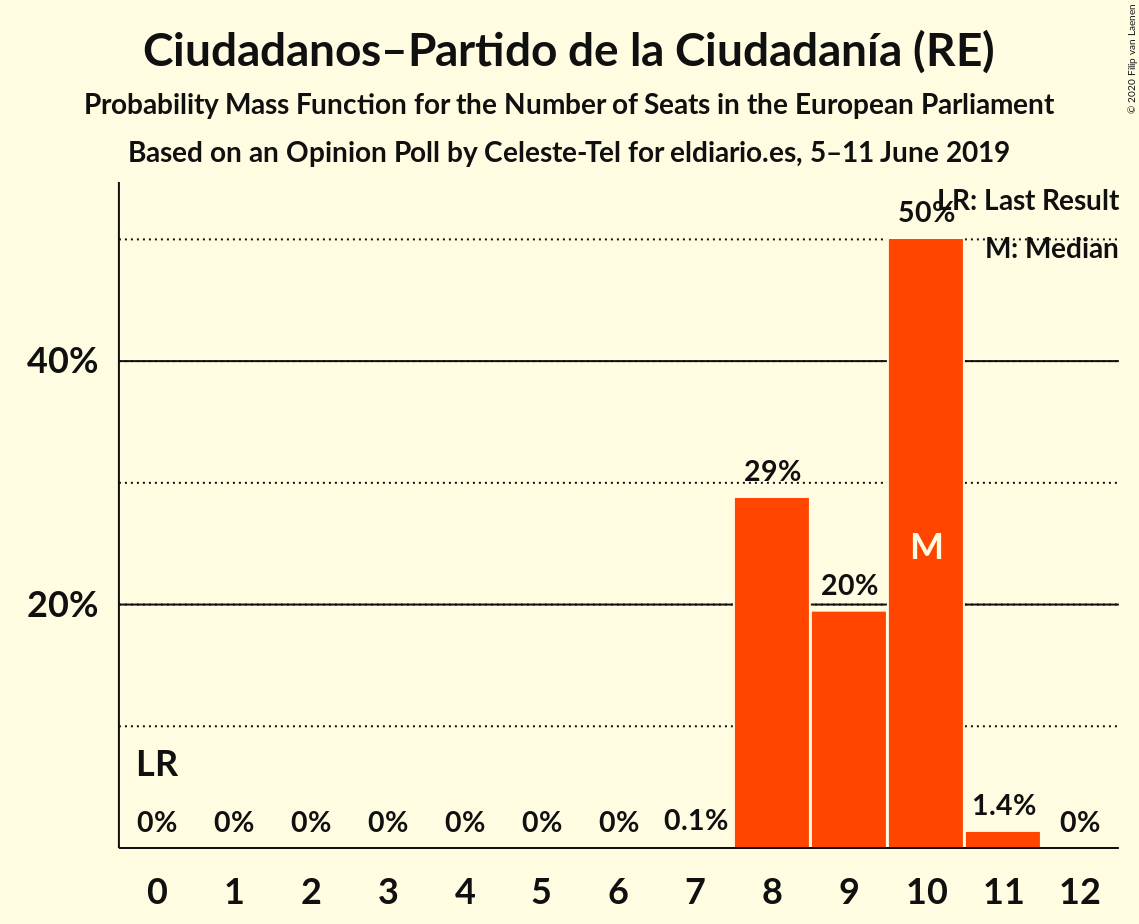 Ciudadanos–Partido de la Ciudadanía (RE)
Probability Mass Function for the Number of Seats in the European Parliament
Based on an Opinion Poll by Celeste-Tel for eldiario.es, 5–11 June 2019
© 2020 Filip van Laenen
LR: Last Result
M: Median
50%
40%
29%
M
20%
20%
LR
0% 0% 0% 0% 0% 0% 0% 0.1% 1.4% 0%
0 1 2 3 4 5 6 7 8 9 10 11 12